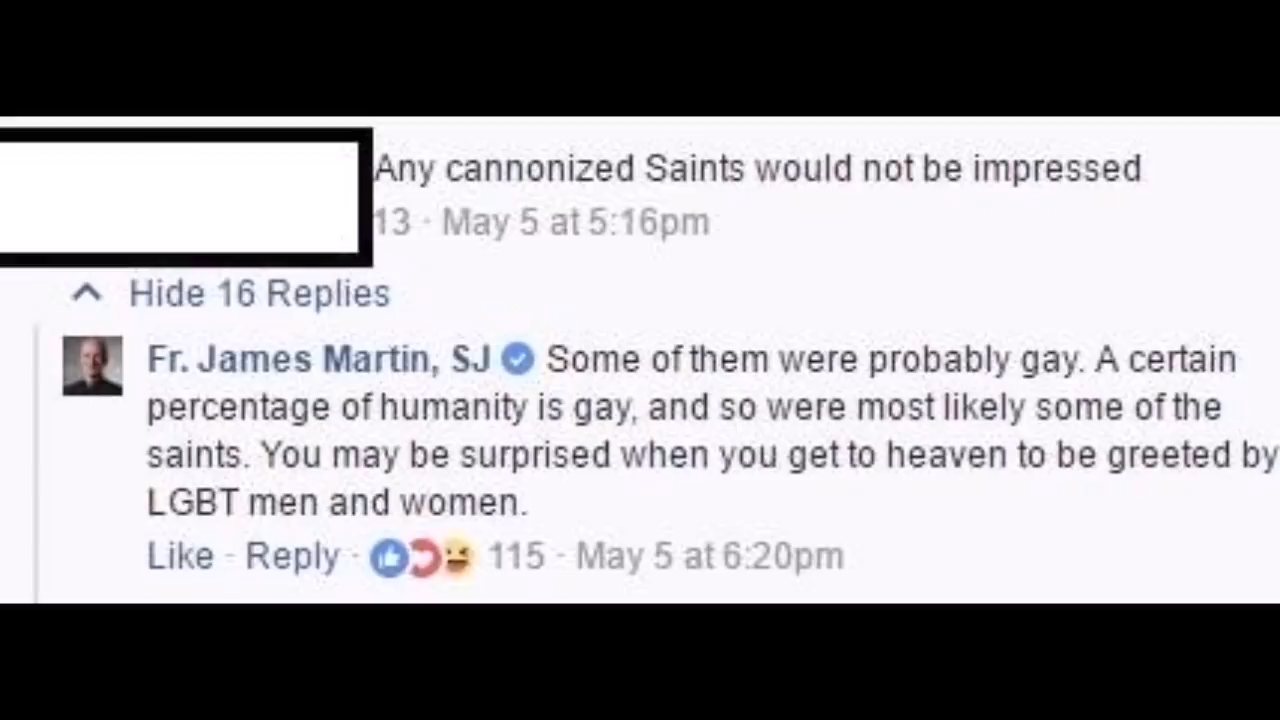 Any cannonized Saints would not be impressed
13 · May 5 at 5:16pm
Hide 16 Replies
Fr. James Martin, SJ Some of them were probably gay. A certain
percentage of humanity is gay, and so were most likely some of the
saints. You may be surprised when you get to heaven to be greeted by
LGBT men and women.
Like · Reply · 115 · May 5 at 6:20pm